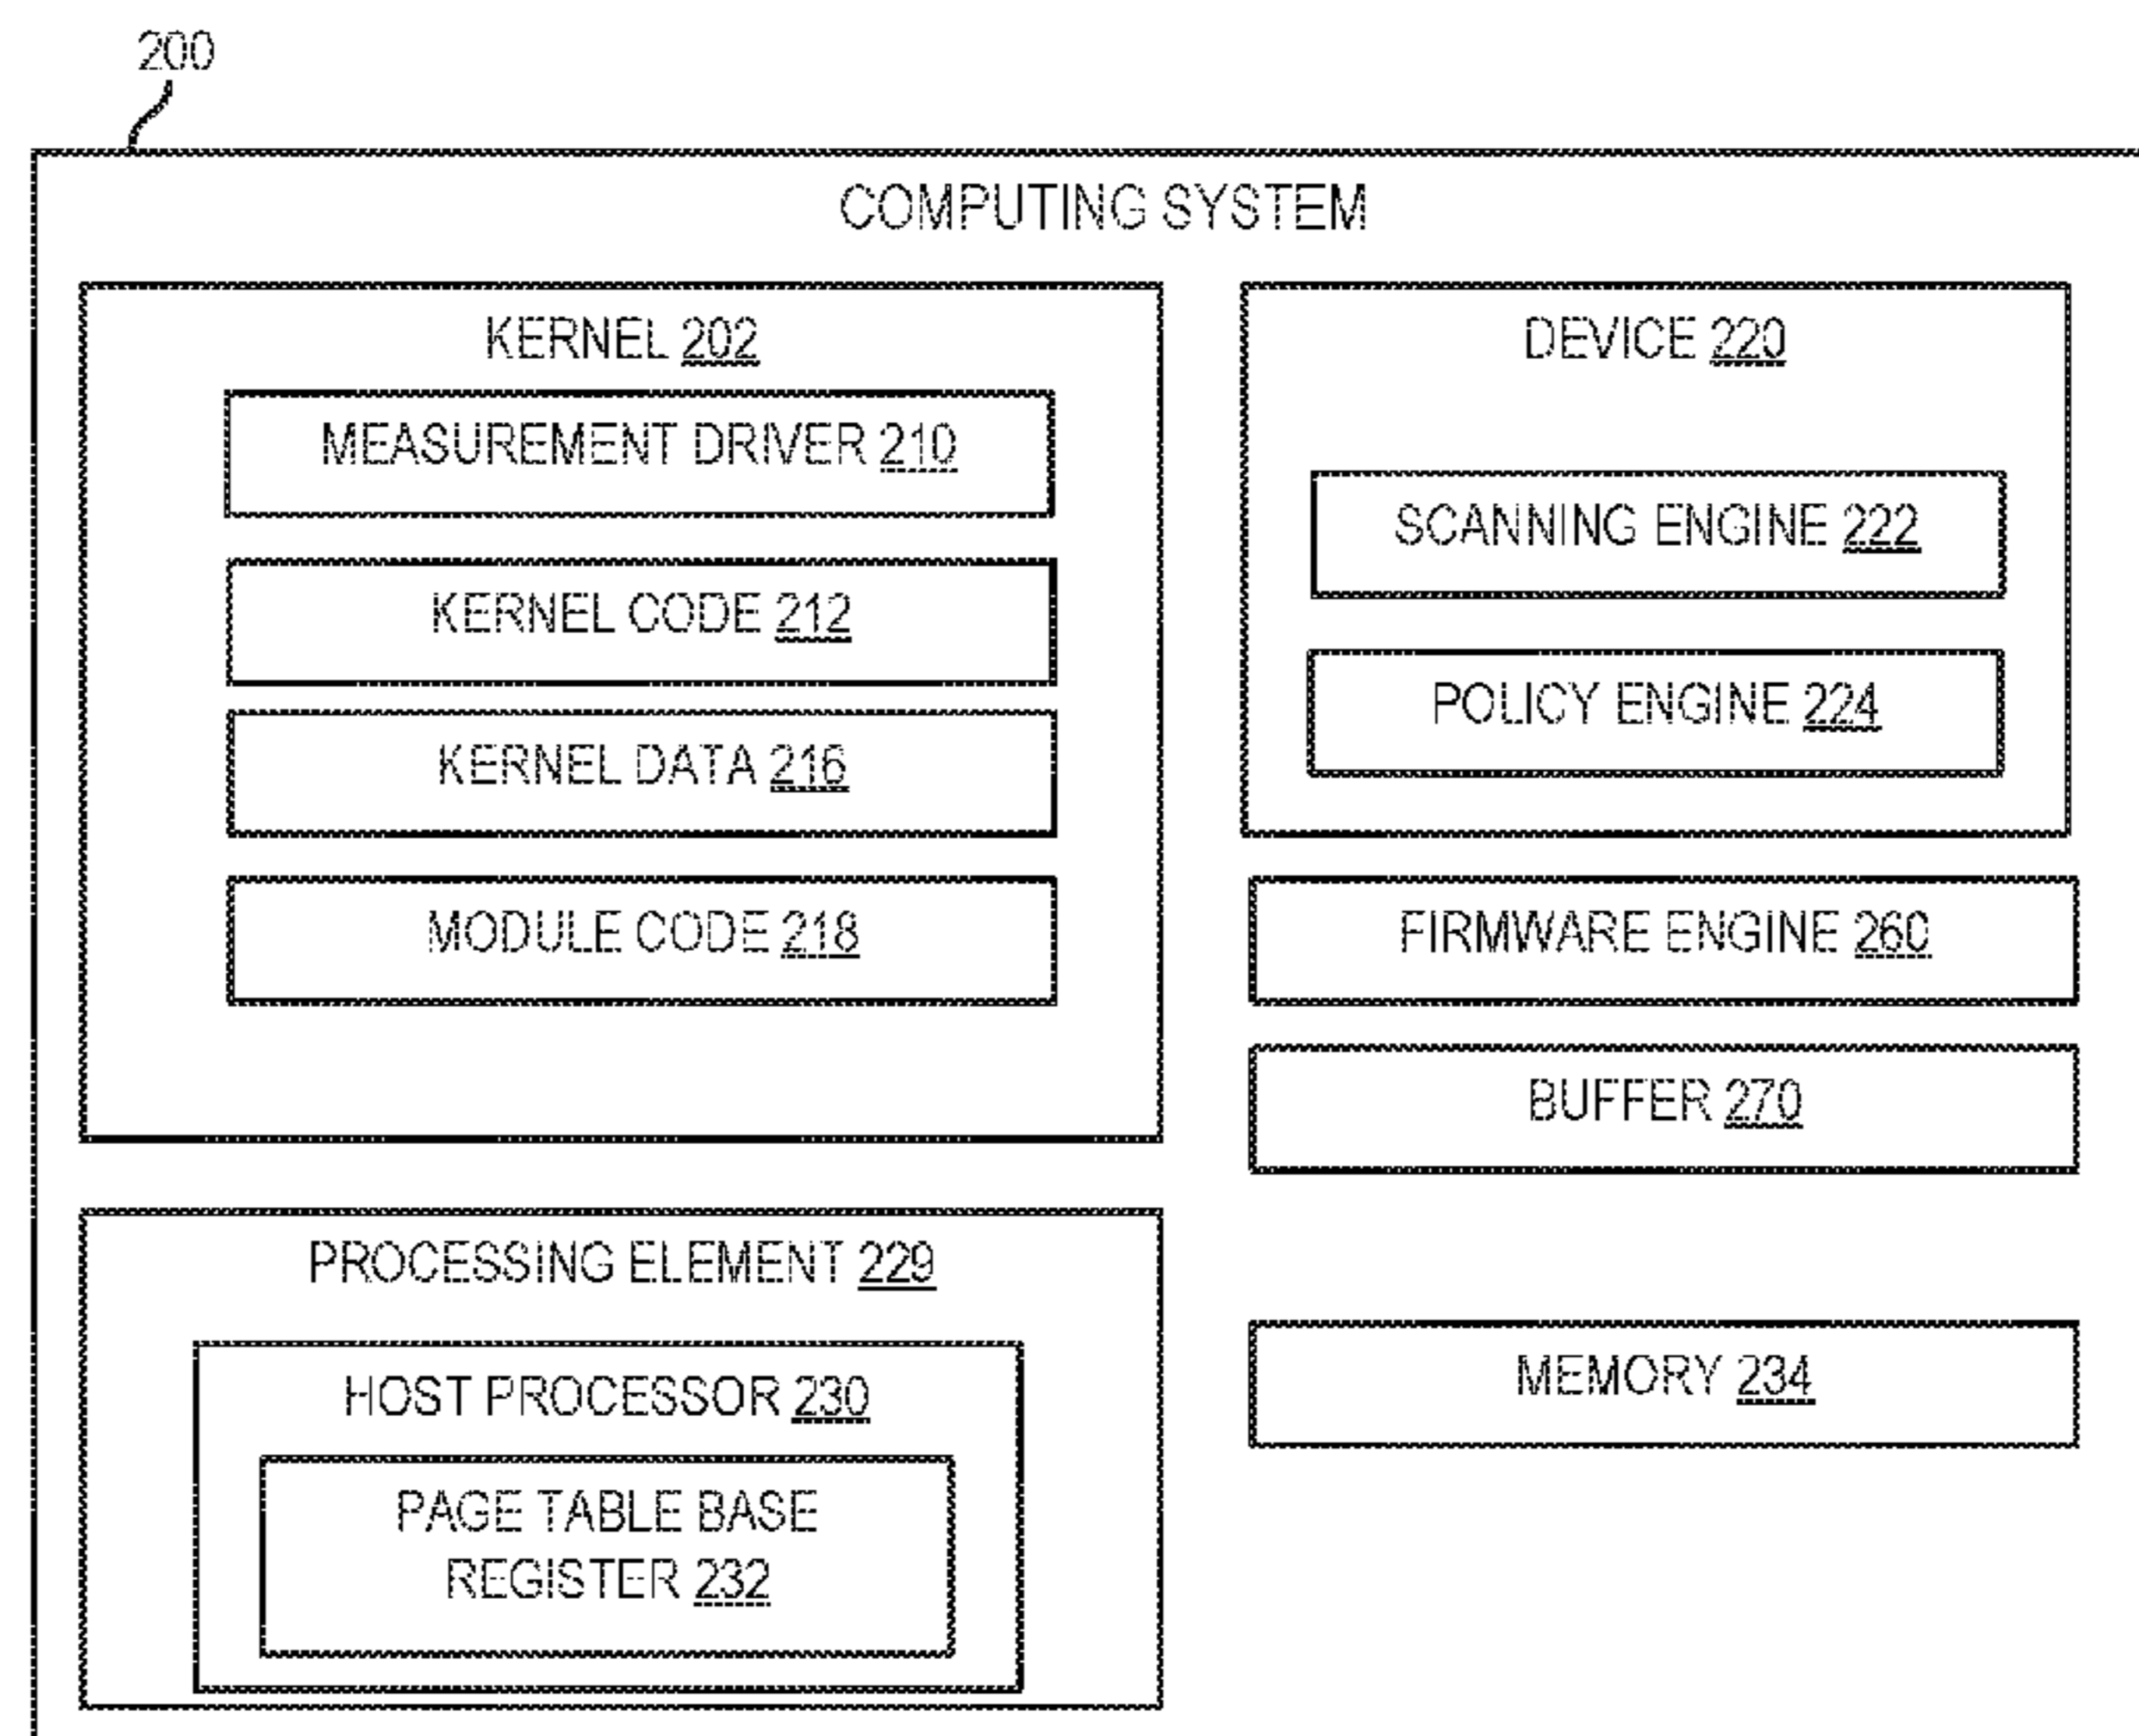 200
COMPUTING SYSTEM
KERNEL 202
MEASUREMENT DRIVER 210
KERNEL CODE 212
KERNEL DATA 216
MODULE CODE 218
DEVICE 220
SCANNING ENGINE 222
POLICY ENGINE 224
FIRMWARE ENGINE 260
BUFFER 270
PROCESSING ELEMENT 229
HOST PROCESSOR 230
PAGE TABLE BASE
REGISTER 232
MEMORY 234